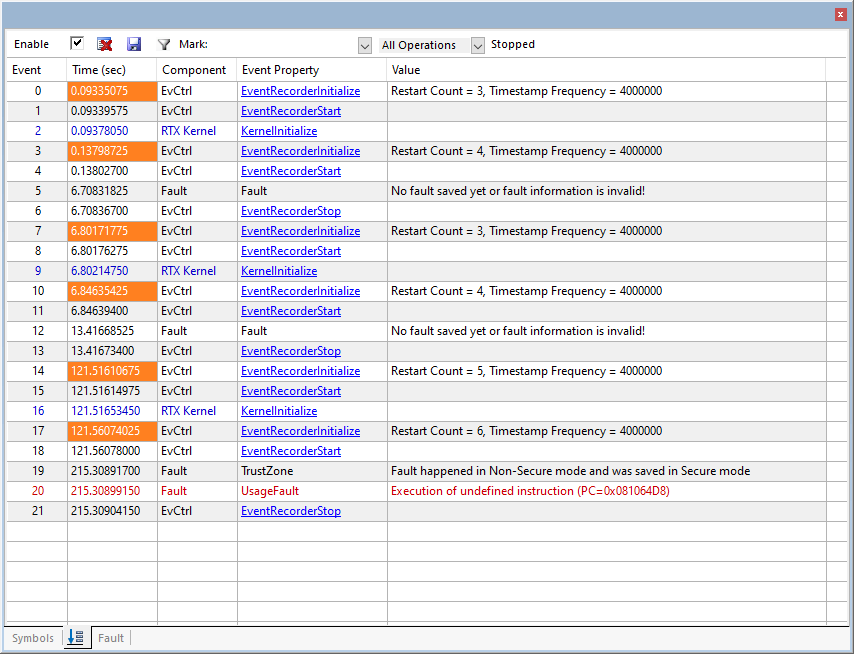 Enable Mark: All Operations Stopped
Event Time (sec) Component Event Property Value
0 0.09335075 EvCtrl EventRecorderInitialize Restart Count = 3, Timestamp Frequency = 4000000
1 0.09339575 EvCtrl EventRecorderStart
2 0.09378050 RTX Kernel KernelInitialize
3 0.13798725 EvCtrl EventRecorderInitialize Restart Count = 4, Timestamp Frequency = 4000000
4 0.13802700 EvCtrl EventRecorderStart
5 6.70831825 Fault Fault No fault saved yet or fault information is invalid!
6 6.70836700 EvCtrl EventRecorderStop
7 6.80171775 EvCtrl EventRecorderInitialize Restart Count = 3, Timestamp Frequency = 4000000
8 6.80176275 EvCtrl EventRecorderStart
9 6.80214750 RTX Kernel KernelInitialize
10 6.84635425 EvCtrl EventRecorderInitialize Restart Count = 4, Timestamp Frequency = 4000000
11 6.84639400 EvCtrl EventRecorderStart
12 13.41668525 Fault Fault No fault saved yet or fault information is invalid!
13 13.41673400 EvCtrl EventRecorderStop
14 121.51610675 EvCtrl EventRecorderInitialize Restart Count = 5, Timestamp Frequency = 4000000
15 121.51614975 EvCtrl EventRecorderStart
16 121.51653450 RTX Kernel KernelInitialize
17 121.56074025 EvCtrl EventRecorderInitialize Restart Count = 6, Timestamp Frequency = 4000000
18 121.56078000 EvCtrl EventRecorderStart
19 215.30891700 Fault TrustZone Fault happened in Non-Secure mode and was saved in Secure mode
20 215.30899150 Fault UsageFault Execution of undefined instruction (PC=0x081064D8)
21 215.30904150 EvCtrl EventRecorderStop
Symbols Fault